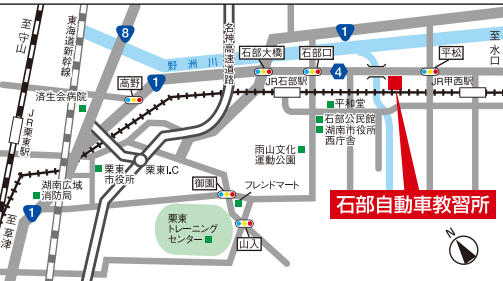 至守山
東海道新幹線
8
名神高速道路
1
至水口
野洲川
石部大橋
石部口
平松
高野
1
JR石部駅
4
JR甲西駅
済生会病院
平和堂
JR栗東駅
石部公民館
湖南市役所
西庁舎
雨山文化
運動公園
栗東
市役所
栗東I.C
湖南広域
消防局
御園
フレンドマート
石部自動車教習所
1
至草津
栗東
トレーニング
センター
山入
N